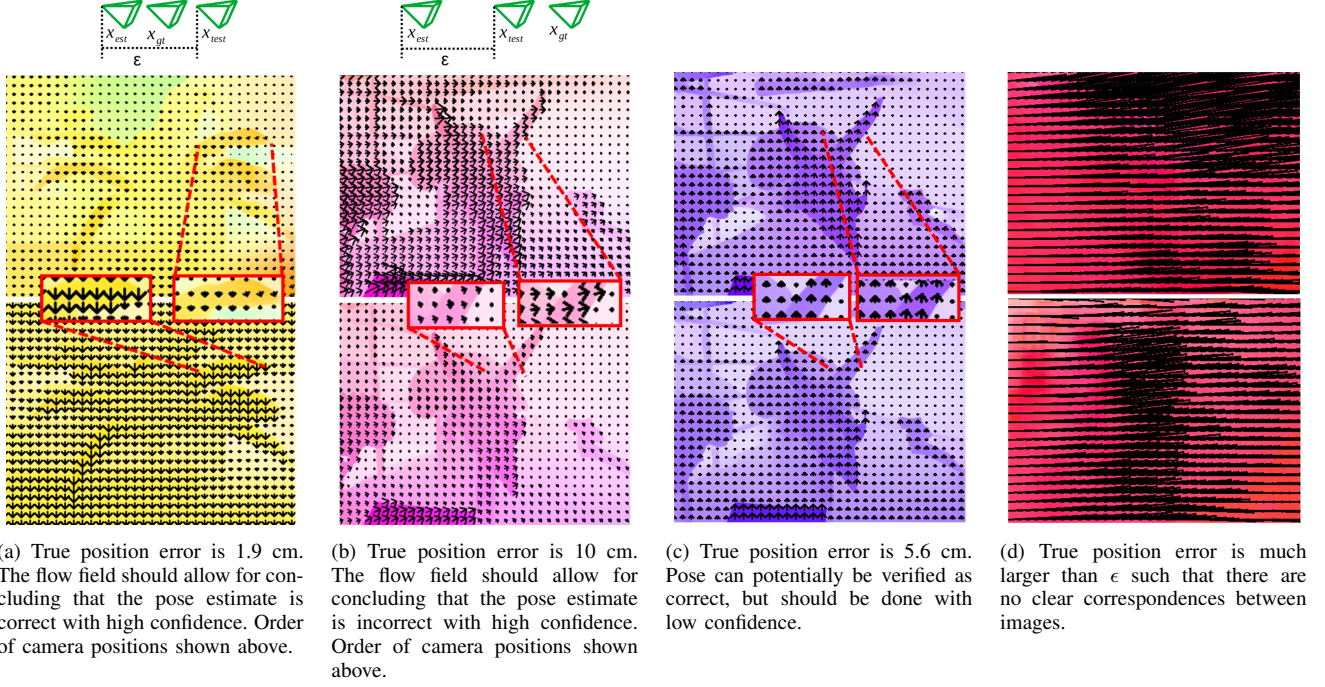 x_est x_gt x_test
ε
x_est x_test x_gt
ε
(a) True position error is 1.9 cm.
The flow field should allow for con-
cluding that the pose estimate is
correct with high confidence. Order
of camera positions shown above.
(b) True position error is 10 cm.
The flow field should allow for
concluding that the pose estimate
is incorrect with high confidence.
Order of camera positions shown
above.
(c) True position error is 5.6 cm.
Pose can potentially be verified as
correct, but should be done with
low confidence.
(d) True position error is much
larger than ϵ such that there are
no clear correspondences between
images.